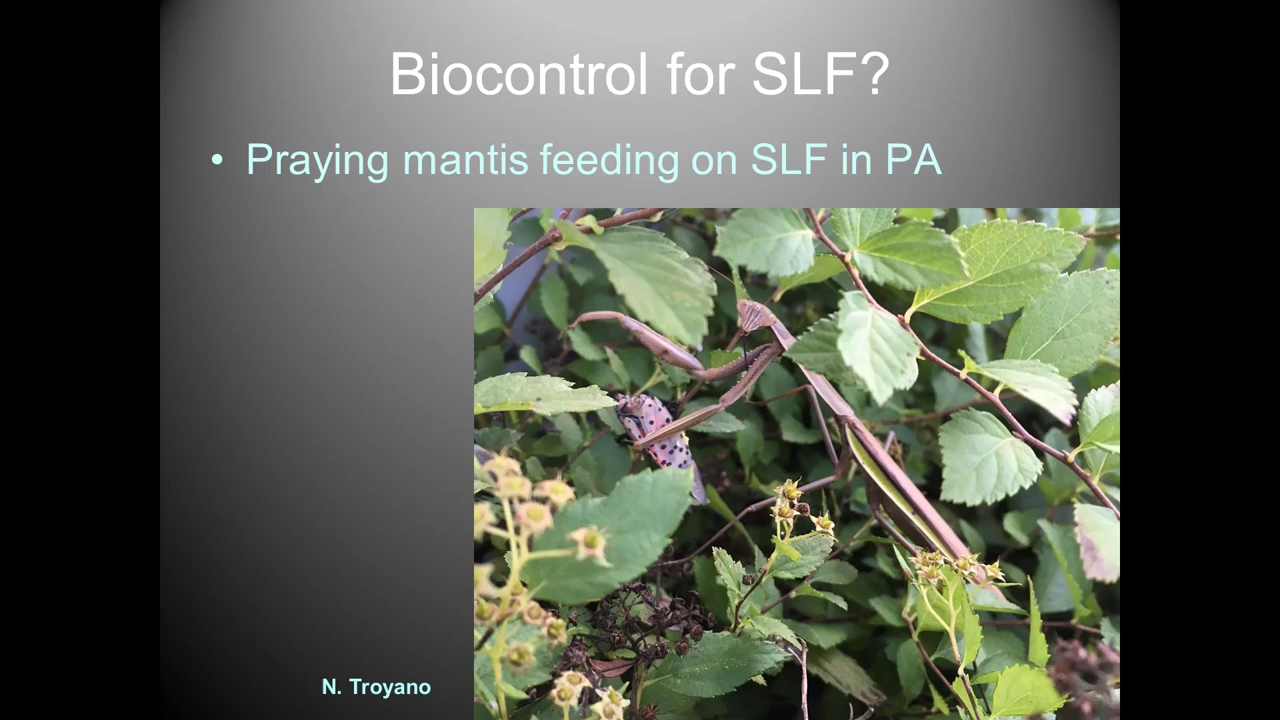 Biocontrol for SLF?
• Praying mantis feeding on SLF in PA
N. Troyano